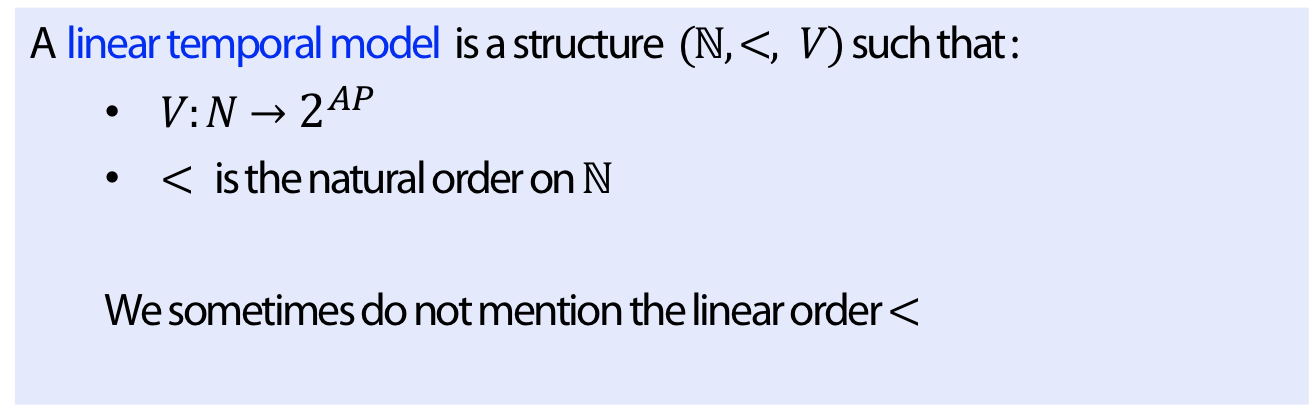 A linear temporal model is a structure (ℕ, <, V) such that:
• V: N → 2^{AP}
• < is the natural order on ℕ
We sometimes do not mention the linear order <